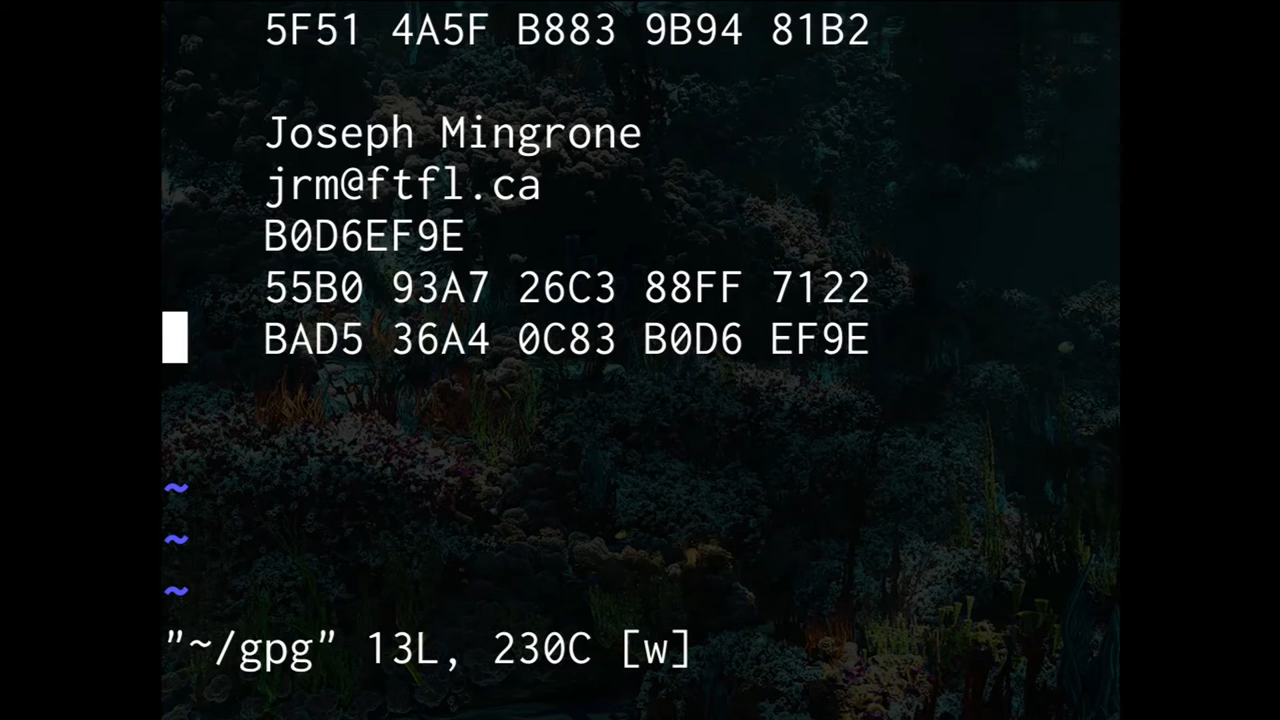 5F51 4A5F B883 9B94 81B2
Joseph Mingrone
jrm@ftfl.ca
B0D6EF9E
55B0 93A7 26C3 88FF 7122
BAD5 36A4 0C83 B0D6 EF9E
~
~
~
"~/gpg" 13L, 230C [w]